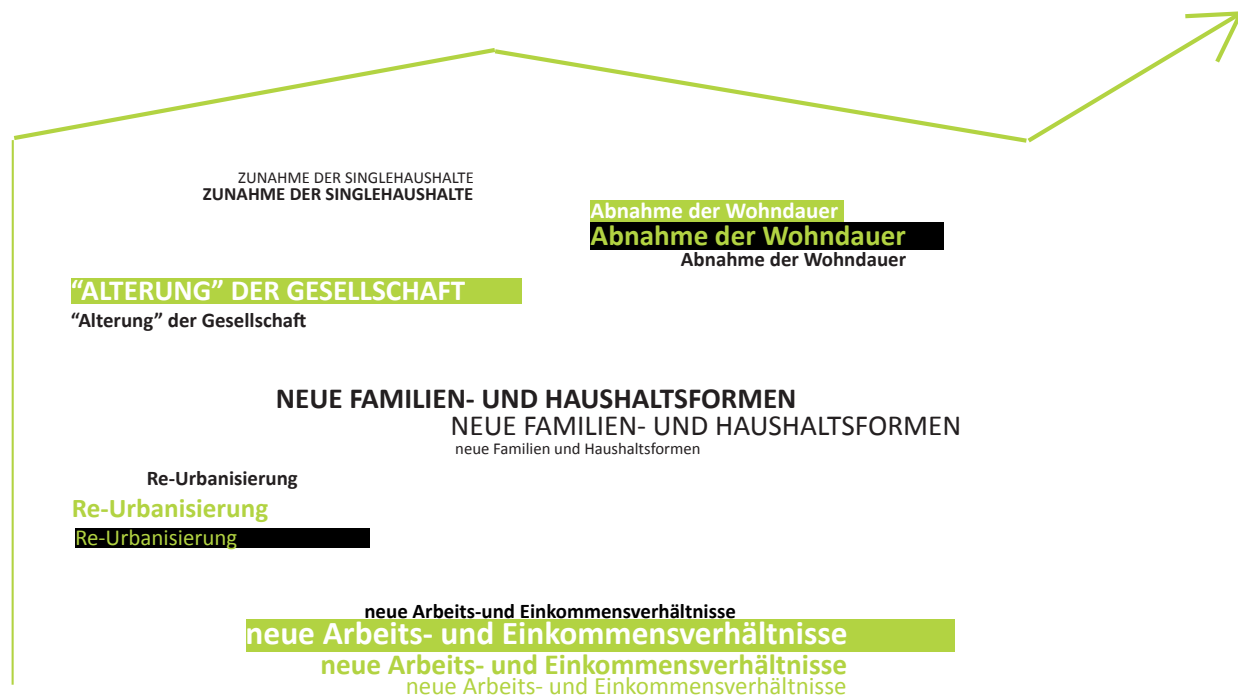 ZUNAHME DER SINGLEHAUSHALTE
ZUNAHME DER SINGLEHAUSHALTE
Abnahme der Wohndauer
Abnahme der Wohndauer
Abnahme der Wohndauer
“ALTERUNG” DER GESELLSCHAFT
“Alterung” der Gesellschaft
NEUE FAMILIEN- UND HAUSHALTSFORMEN
NEUE FAMILIEN- UND HAUSHALTSFORMEN
neue Familien und Haushaltsformen
Re-Urbanisierung
Re-Urbanisierung
Re-Urbanisierung
neue Arbeits-und Einkommensverhältnisse
neue Arbeits- und Einkommensverhältnisse
neue Arbeits- und Einkommensverhältnisse
neue Arbeits- und Einkommensverhältnisse